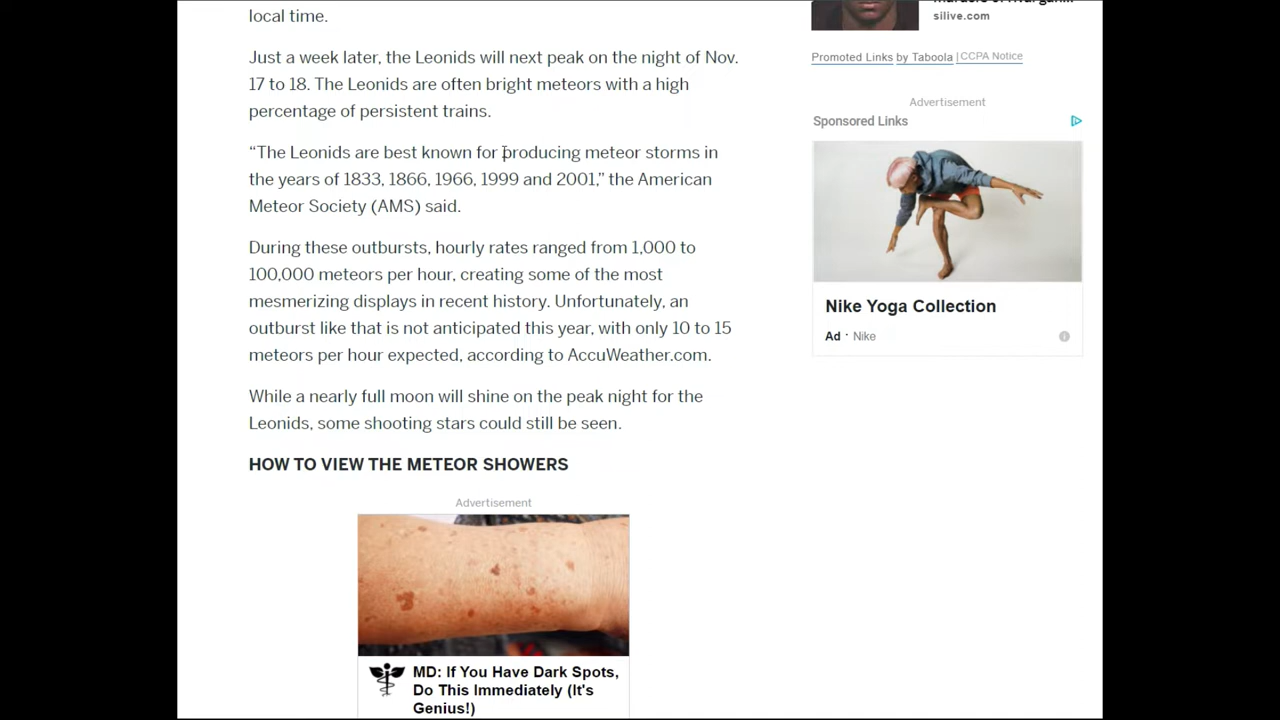 local time.
Just a week later, the Leonids will next peak on the night of Nov.
17 to 18. The Leonids are often bright meteors with a high
percentage of persistent trains.
“The Leonids are best known for producing meteor storms in
the years of 1833, 1866, 1966, 1999 and 2001,” the American
Meteor Society (AMS) said.
During these outbursts, hourly rates ranged from 1,000 to
100,000 meteors per hour, creating some of the most
mesmerizing displays in recent history. Unfortunately, an
outburst like that is not anticipated this year, with only 10 to 15
meteors per hour expected, according to AccuWeather.com.
While a nearly full moon will shine on the peak night for the
Leonids, some shooting stars could still be seen.
HOW TO VIEW THE METEOR SHOWERS
Advertisement
MD: If You Have Dark Spots,
Do This Immediately (It's
Genius!)
silive.com
Promoted Links by Taboola | CCPA Notice
Advertisement
Sponsored Links
Nike Yoga Collection
Ad · Nike